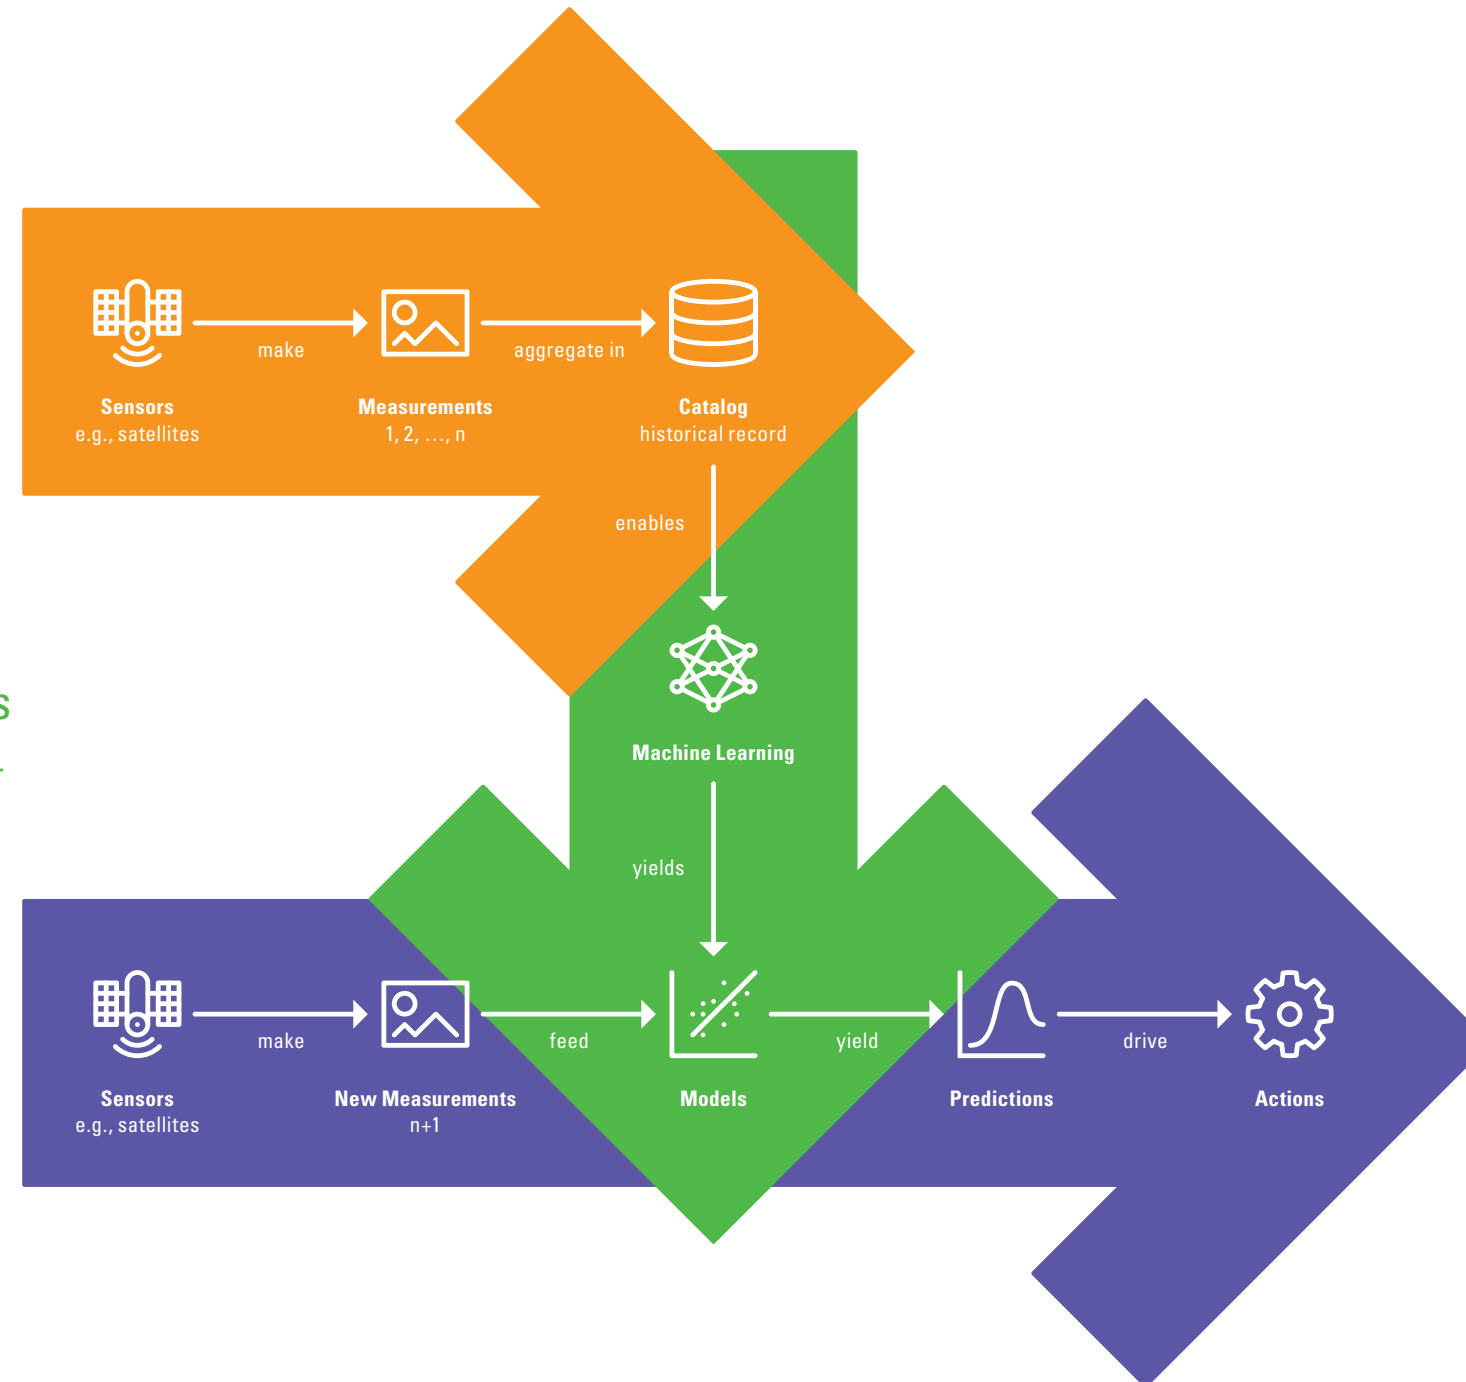 make
aggregate in
Sensors
e.g., satellites
Measurements
1, 2, …, n
Catalog
historical record
enables
Machine Learning
yields
make
feed
yield
drive
Sensors
e.g., satellites
New Measurements
n+1
Models
Predictions
Actions